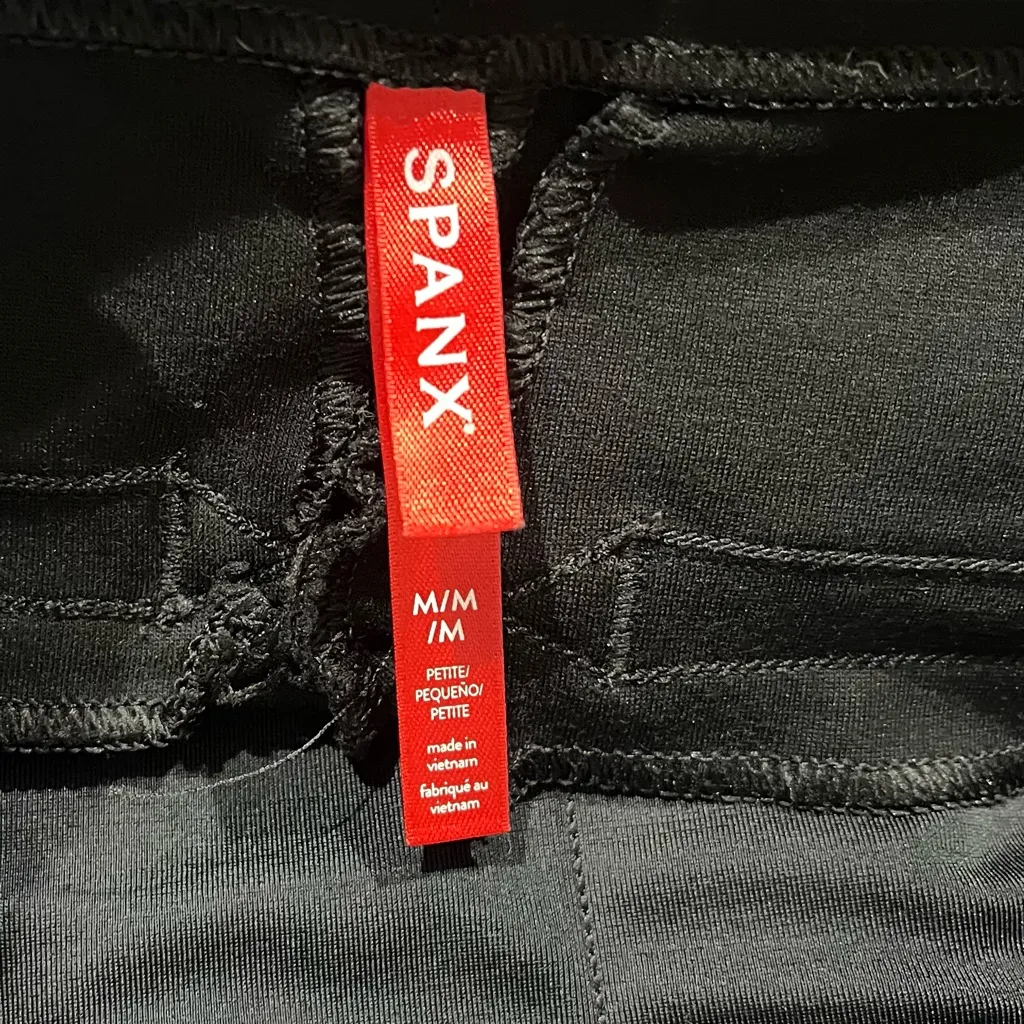 SPANX
M/M
/M
PETITE/
PEQUEÑO/
PETITE
made in
vietnam
fabriqué au
vietnam